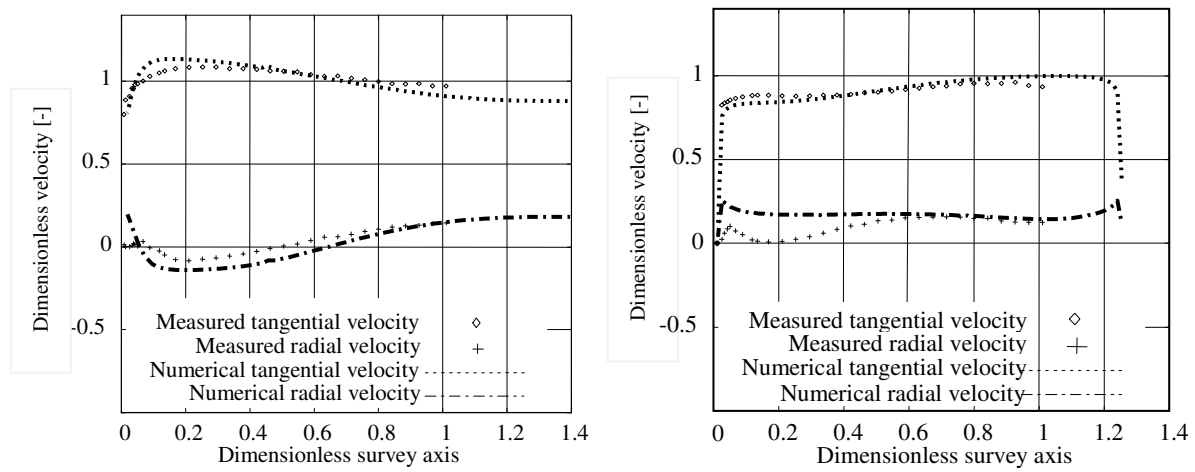 Dimensionless velocity [-]
1
0.5
0
-0.5
Measured tangential velocity
Measured radial velocity
Numerical tangential velocity
Numerical radial velocity
0 0.2 0.4 0.6 0.8 1 1.2 1.4
Dimensionless survey axis
Dimensionless velocity [-]
1
0.5
0
-0.5
Measured tangential velocity
Measured radial velocity
Numerical tangential velocity
Numerical radial velocity
0 0.2 0.4 0.6 0.8 1 1.2 1.4
Dimensionless survey axis